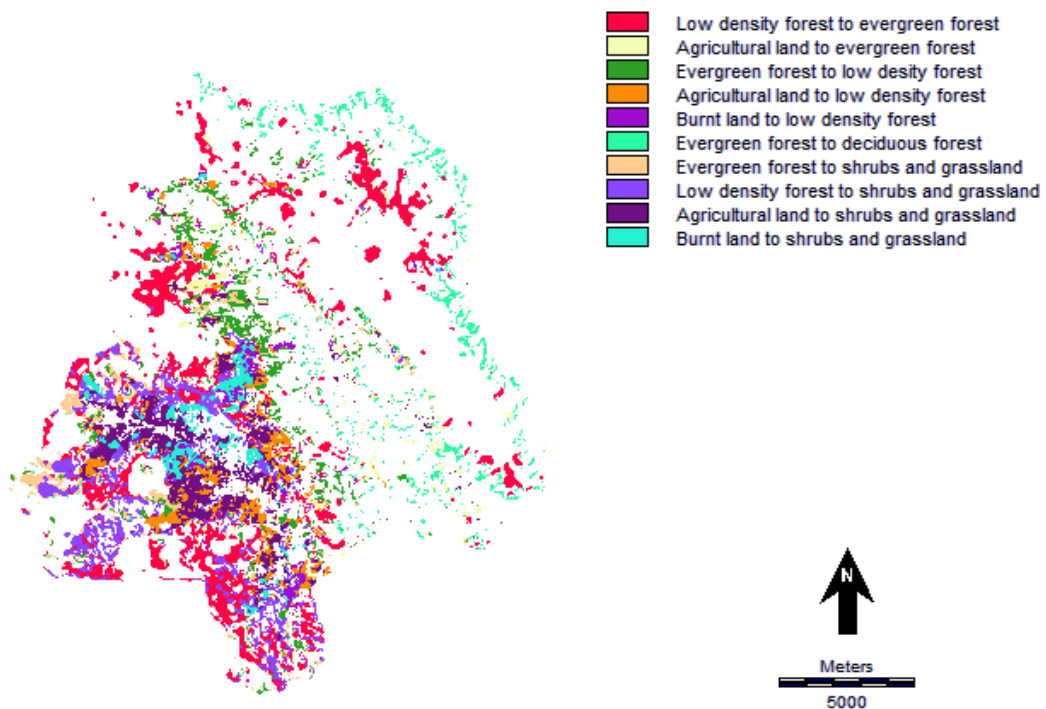 Low density forest to evergreen forest
Agricultural land to evergreen forest
Evergreen forest to low desity forest
Agricultural land to low density forest
Burnt land to low density forest
Evergreen forest to deciduous forest
Evergreen forest to shrubs and grassland
Low density forest to shrubs and grassland
Agricultural land to shrubs and grassland
Burnt land to shrubs and grassland
N
Meters
5000